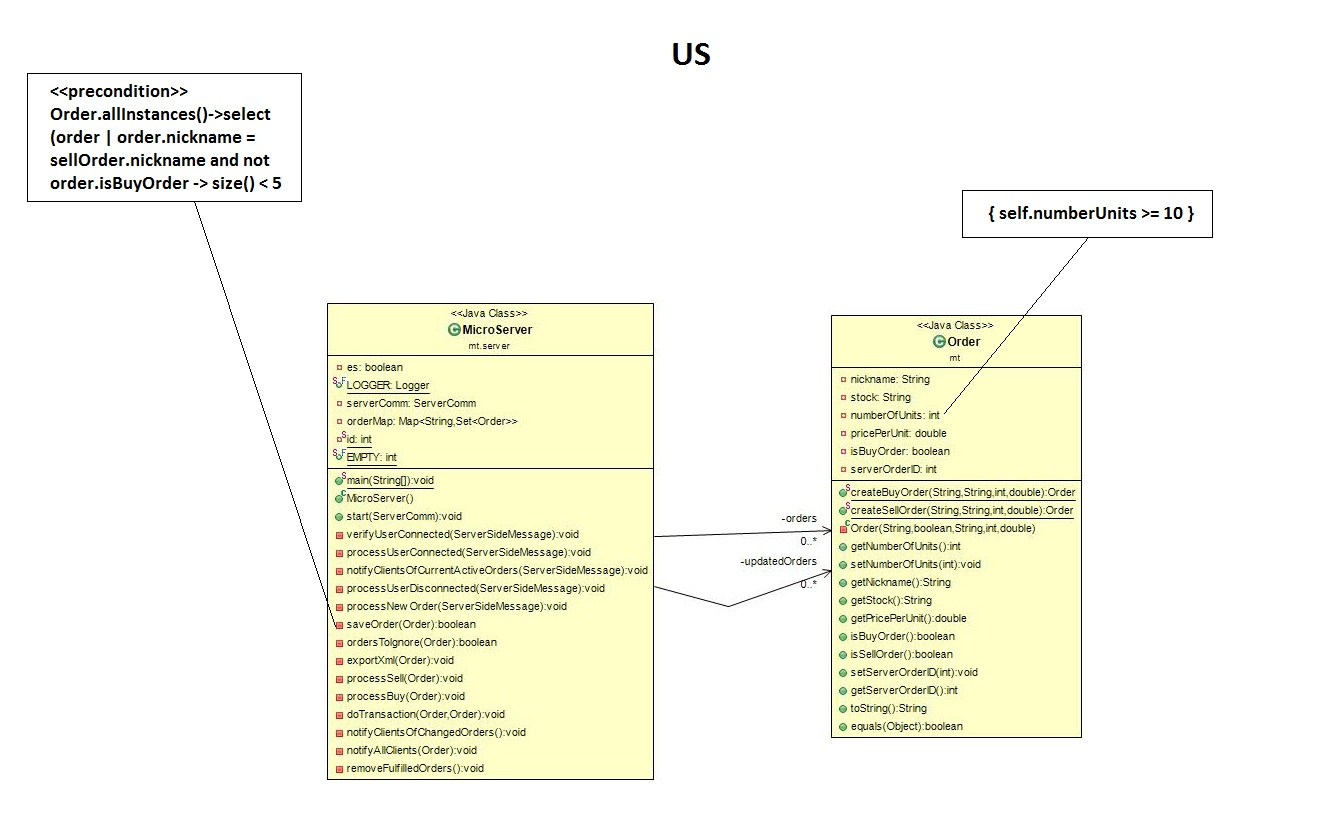 US
<<precondition>>
Order.allInstances()->select
(order | order.nickname =
sellOrder.nickname and not
order.isBuyOrder -> size() < 5
{ self.numberUnits >= 10 }
<<Java Class>>
C MicroServer
mt.server
es: boolean
S F LOGGER: Logger
serverComm: ServerComm
orderMap: Map<String,Set<Order>>
S id: int
S F EMPTY: int
S main(String[]):void
C MicroServer()
start(ServerComm):void
verifyUserConnected(ServerSideMessage):void
processUserConnected(ServerSideMessage):void
notifyClientsOfCurrentActiveOrders(ServerSideMessage):void
processUserDisconnected(ServerSideMessage):void
processNewOrder(ServerSideMessage):void
saveOrder(Order):boolean
ordersToIgnore(Order):boolean
exportXml(Order):void
processSell(Order):void
processBuy(Order):void
doTransaction(Order,Order):void
notifyClientsOfChangedOrders():void
notifyAllClients(Order):void
removeFulfilledOrders():void
-orders
0..*
-updatedOrders
0..*
<<Java Class>>
C Order
mt
nickname: String
stock: String
numberOfUnits: int
pricePerUnit: double
isBuyOrder: boolean
serverOrderID: int
S createBuyOrder(String,String,int,double):Order
S createSellOrder(String,String,int,double):Order
C Order(String,boolean,String,int,double)
getNumberOfUnits():int
setNumberOfUnits(int):void
getNickname():String
getStock():String
getPricePerUnit():double
isBuyOrder():boolean
isSellOrder():boolean
setServerOrderID(int):void
getServerOrderID():int
toString():String
equals(Object):boolean